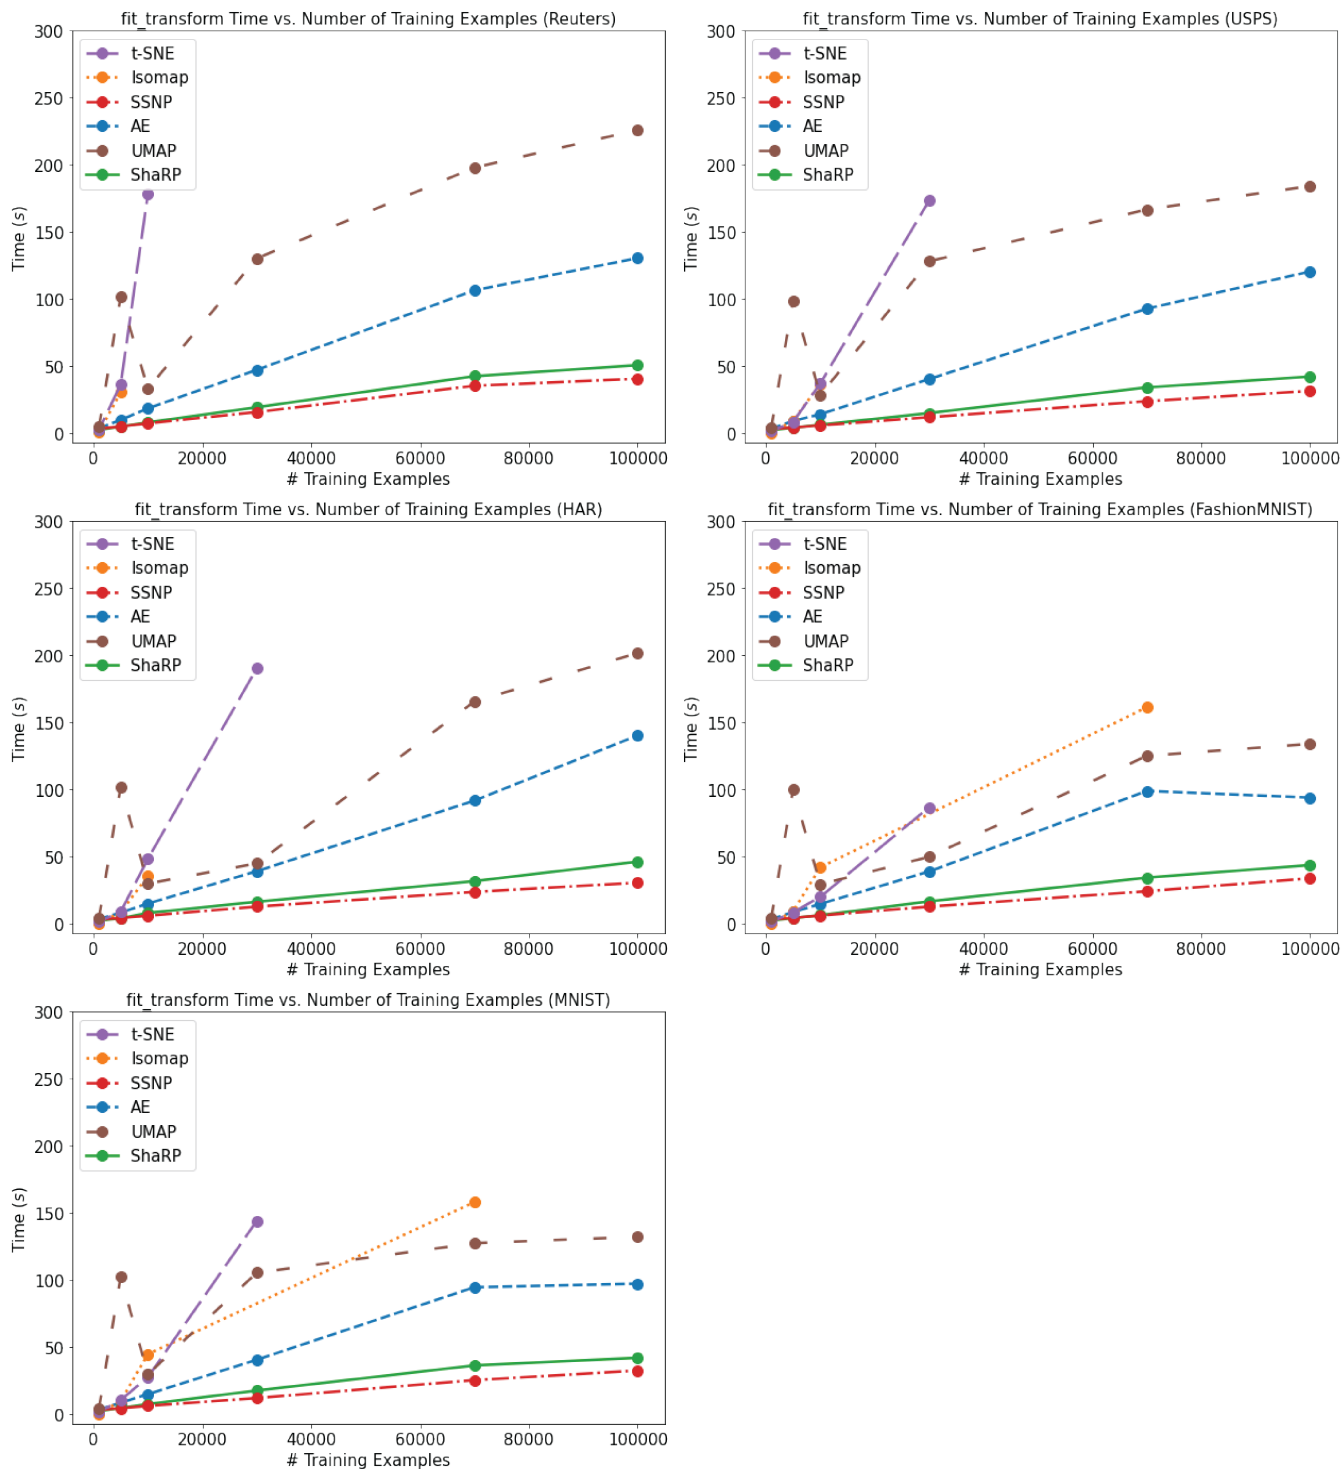 fit_transform Time vs. Number of Training Examples (Reuters)
300
250
200
150
100
50
0
Time (s)
t-SNE
Isomap
SSNP
AE
UMAP
ShaRP
0 20000 40000 60000 80000 100000
# Training Examples
fit_transform Time vs. Number of Training Examples (USPS)
300
250
200
150
100
50
0
Time (s)
t-SNE
Isomap
SSNP
AE
UMAP
ShaRP
0 20000 40000 60000 80000 100000
# Training Examples
fit_transform Time vs. Number of Training Examples (HAR)
300
250
200
150
100
50
0
Time (s)
t-SNE
Isomap
SSNP
AE
UMAP
ShaRP
0 20000 40000 60000 80000 100000
# Training Examples
fit_transform Time vs. Number of Training Examples (FashionMNIST)
300
250
200
150
100
50
0
Time (s)
t-SNE
Isomap
SSNP
AE
UMAP
ShaRP
0 20000 40000 60000 80000 100000
# Training Examples
fit_transform Time vs. Number of Training Examples (MNIST)
300
250
200
150
100
50
0
Time (s)
t-SNE
Isomap
SSNP
AE
UMAP
ShaRP
0 20000 40000 60000 80000 100000
# Training Examples